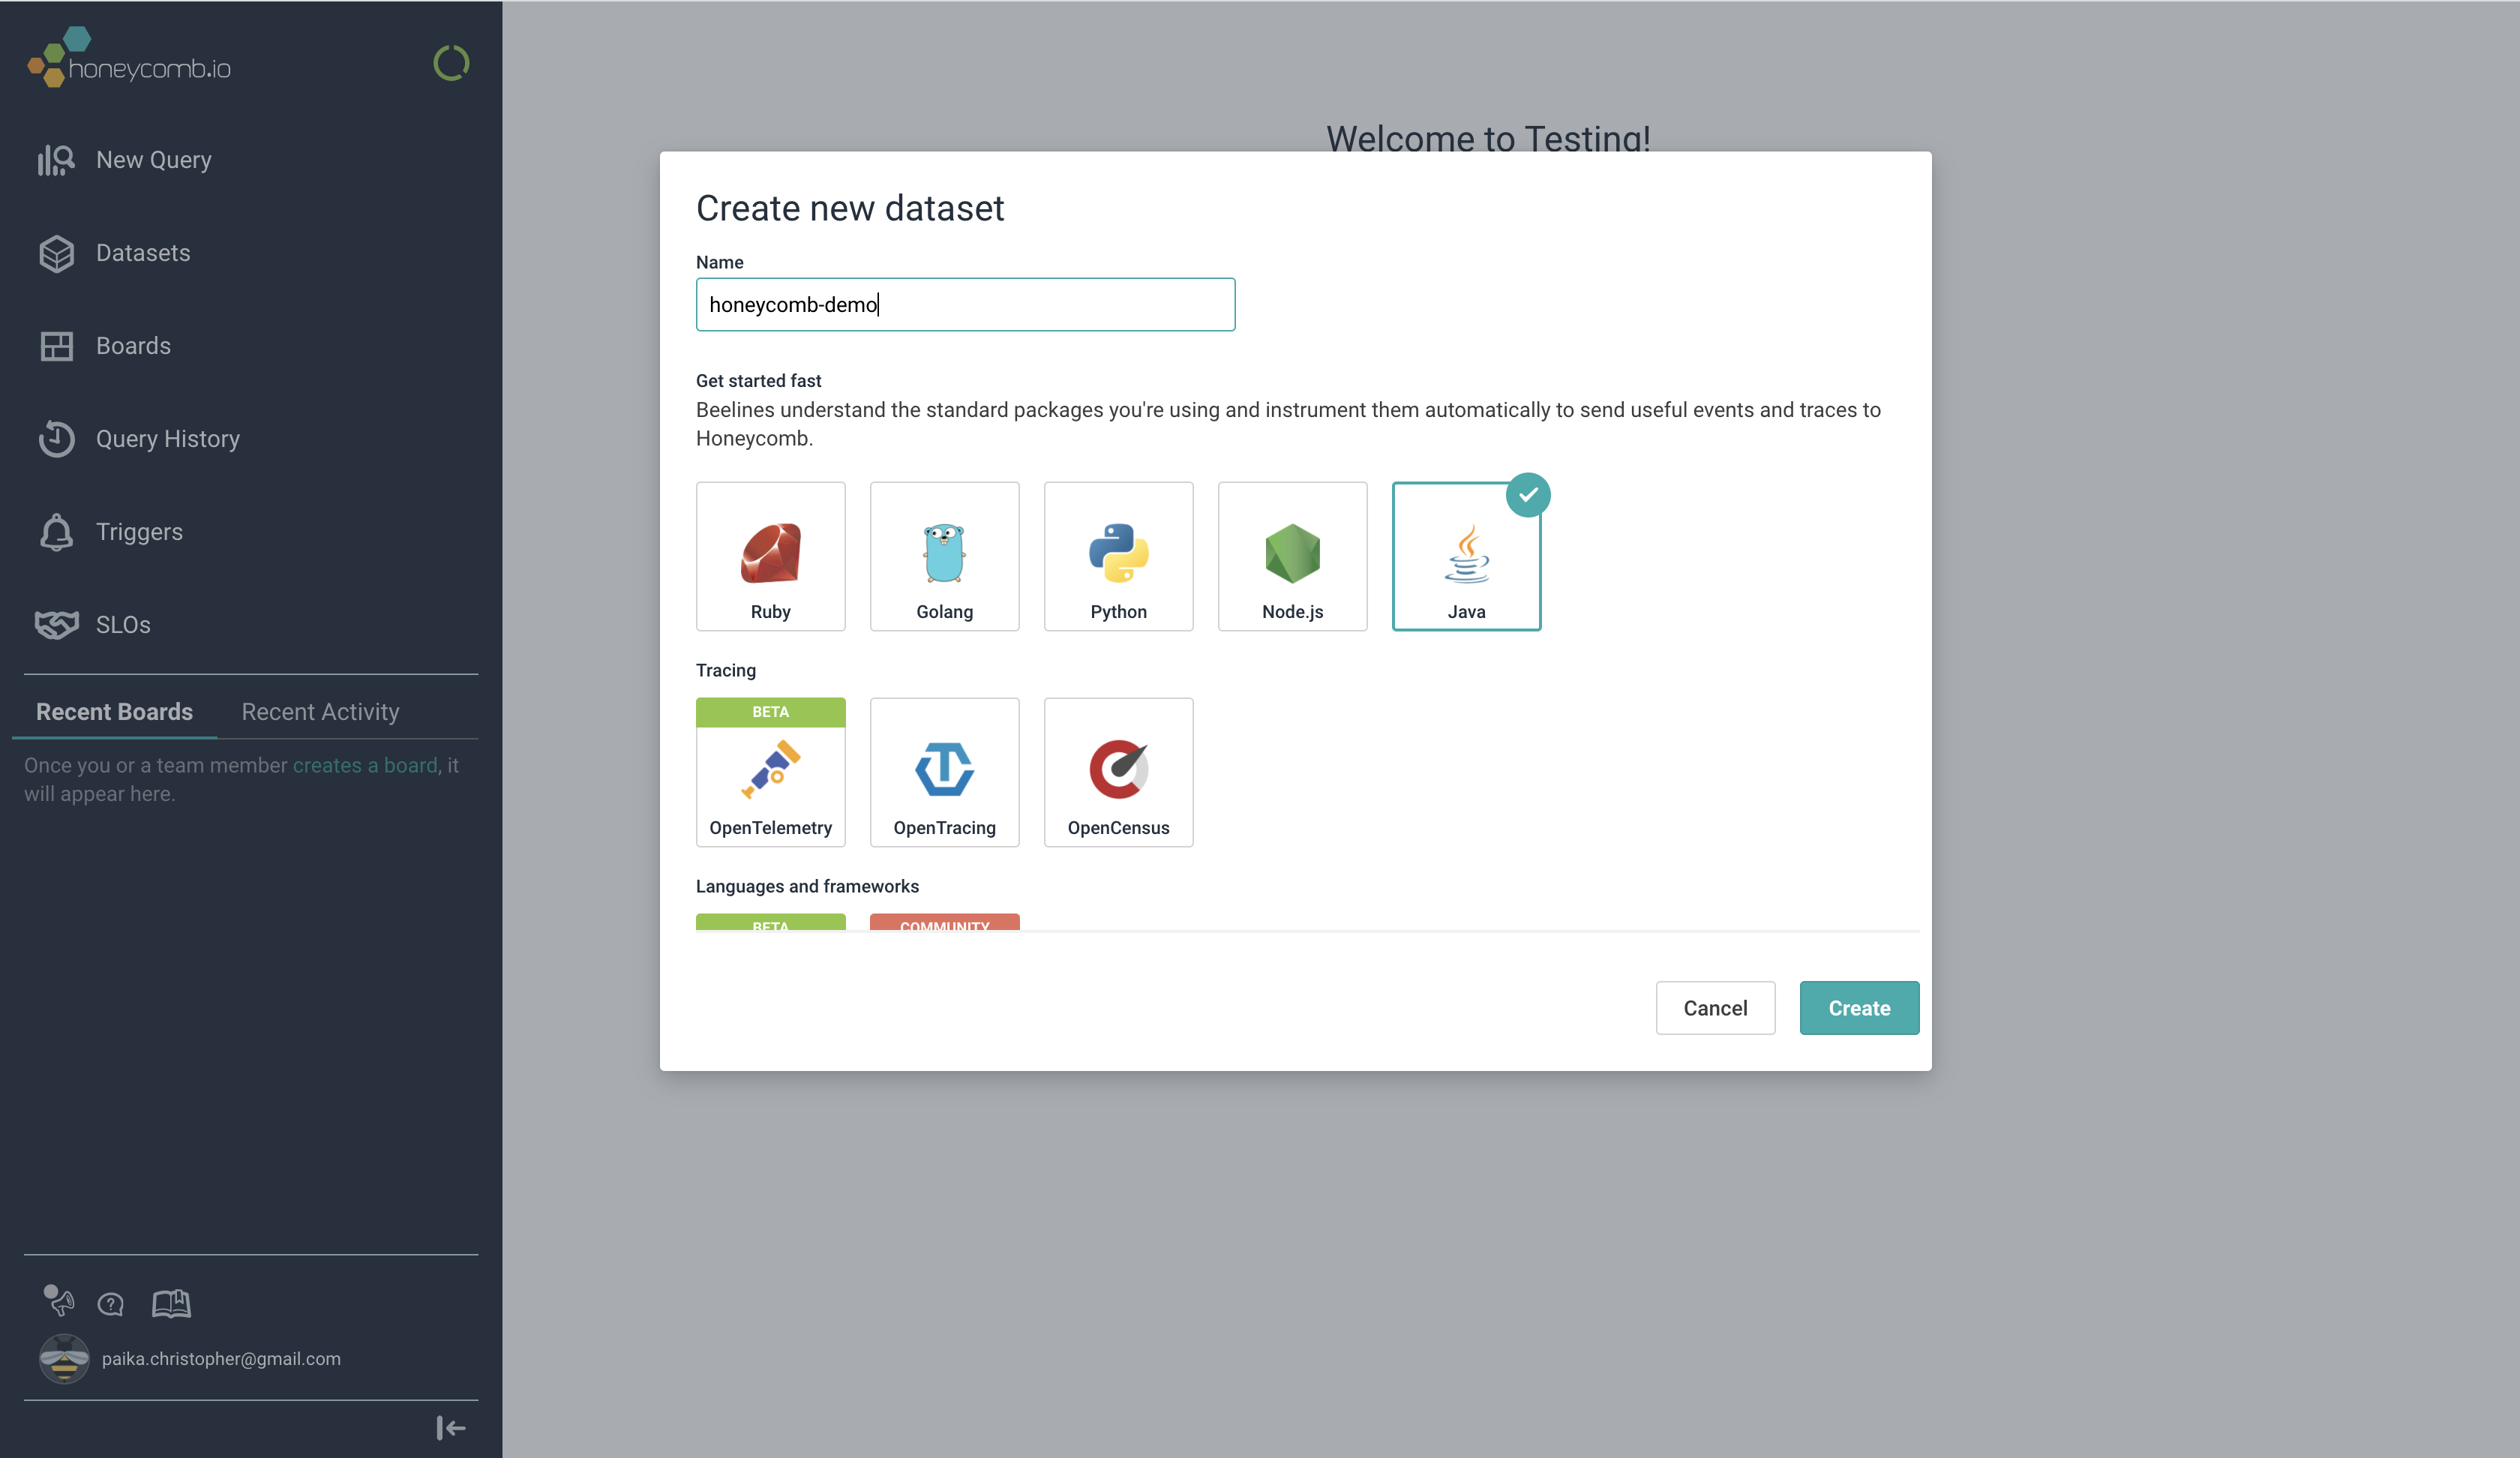 honeycomb.io
New Query
Datasets
Boards
Query History
Triggers
SLOs
Recent Boards
Recent Activity
Once you or a team member creates a board, it
will appear here.
paika.christopher@gmail.com
Welcome to Testing!
Create new dataset
Name
honeycomb-demo
Get started fast
Beelines understand the standard packages you're using and instrument them automatically to send useful events and traces to
Honeycomb.
Ruby
Golang
Python
Node.js
Java
Tracing
BETA
OpenTelemetry
OpenTracing
OpenCensus
Languages and frameworks
BETA
COMMUNITY
Cancel
Create